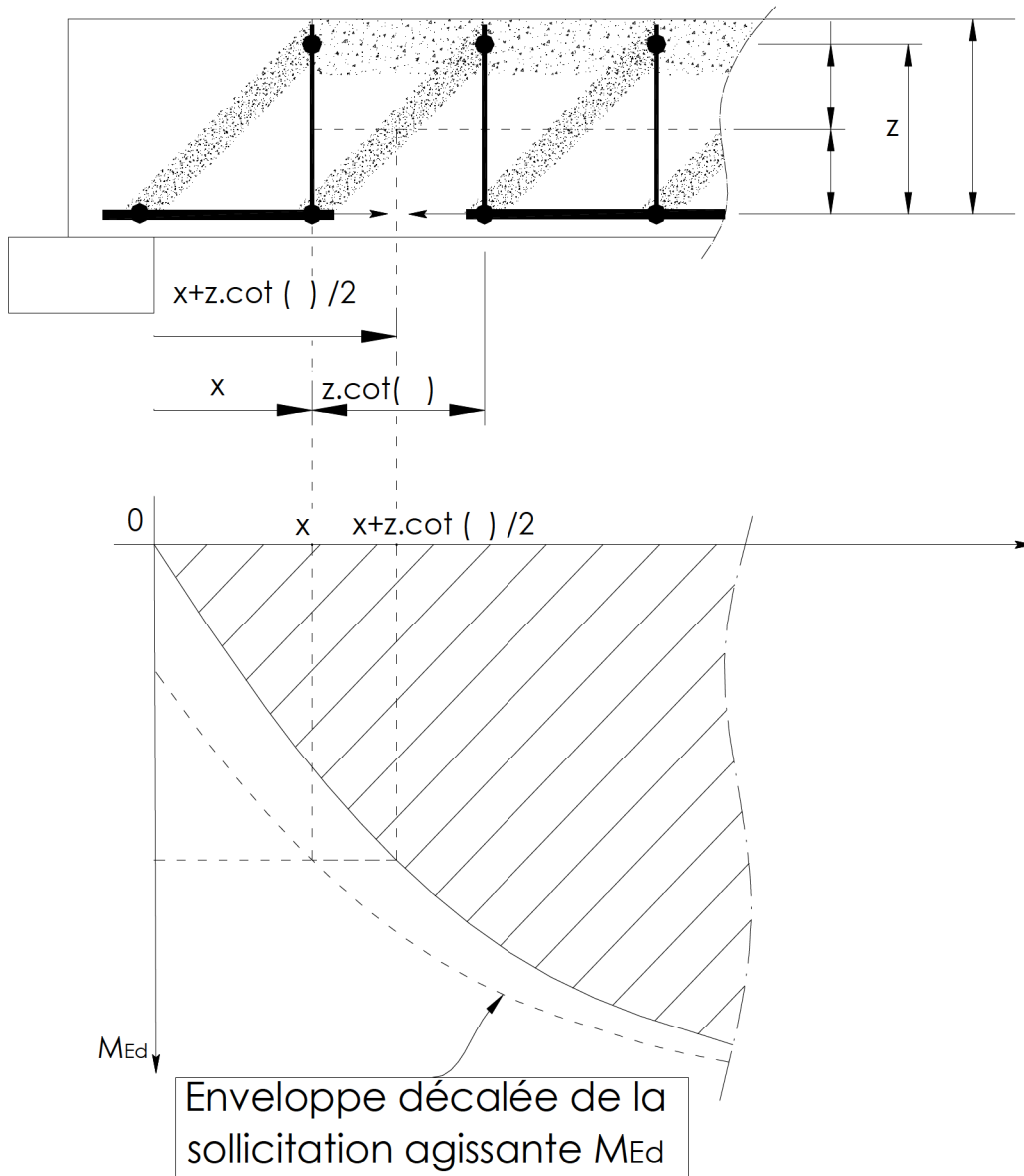 z
x+z.cot ( ) /2
x
z.cot( )
0
x
x+z.cot ( ) /2
MEd
Enveloppe décalée de la
sollicitation agissante MEd